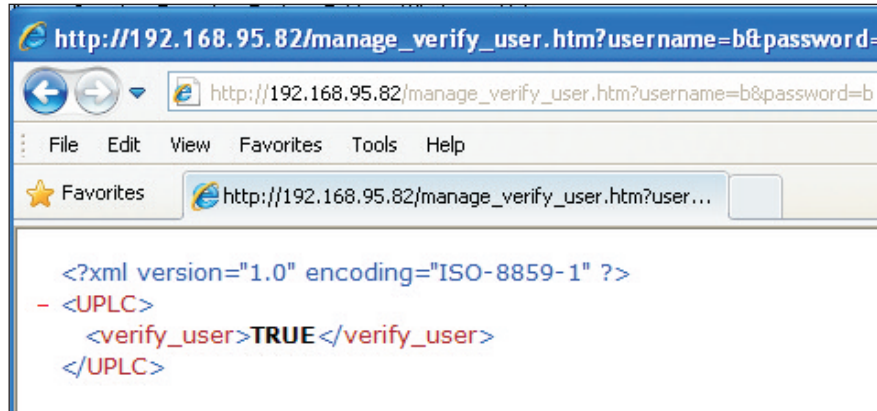 http://192.168.95.82/manage_verify_user.htm?username=b&password=
http://192.168.95.82/manage_verify_user.htm?username=b&password=b
File Edit View Favorites Tools Help
Favorites http://192.168.95.82/manage_verify_user.htm?user...
<?xml version="1.0" encoding="ISO-8859-1" ?>
- <UPLC>
<verify_user>TRUE</verify_user>
</UPLC>